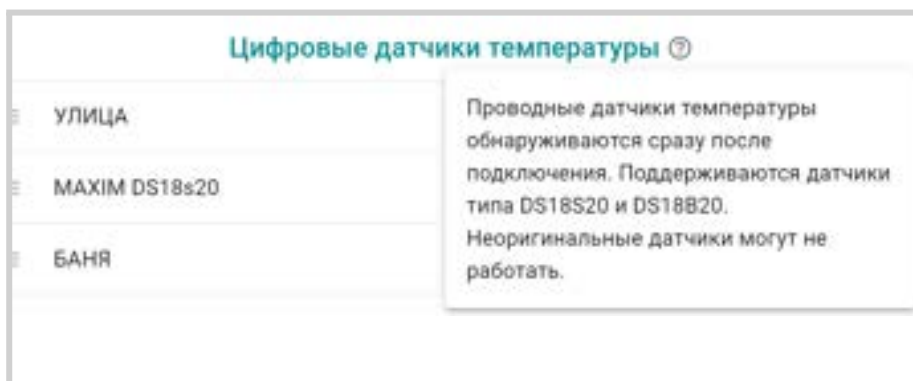 Цифровые датчики температуры
УЛИЦА
MAXIM DS18s20
БАНЯ
Проводные датчики температуры
обнаруживаются сразу после
подключения. Поддерживаются датчики
типа DS18S20 и DS18B20.
Неоригинальные датчики могут не
работать.